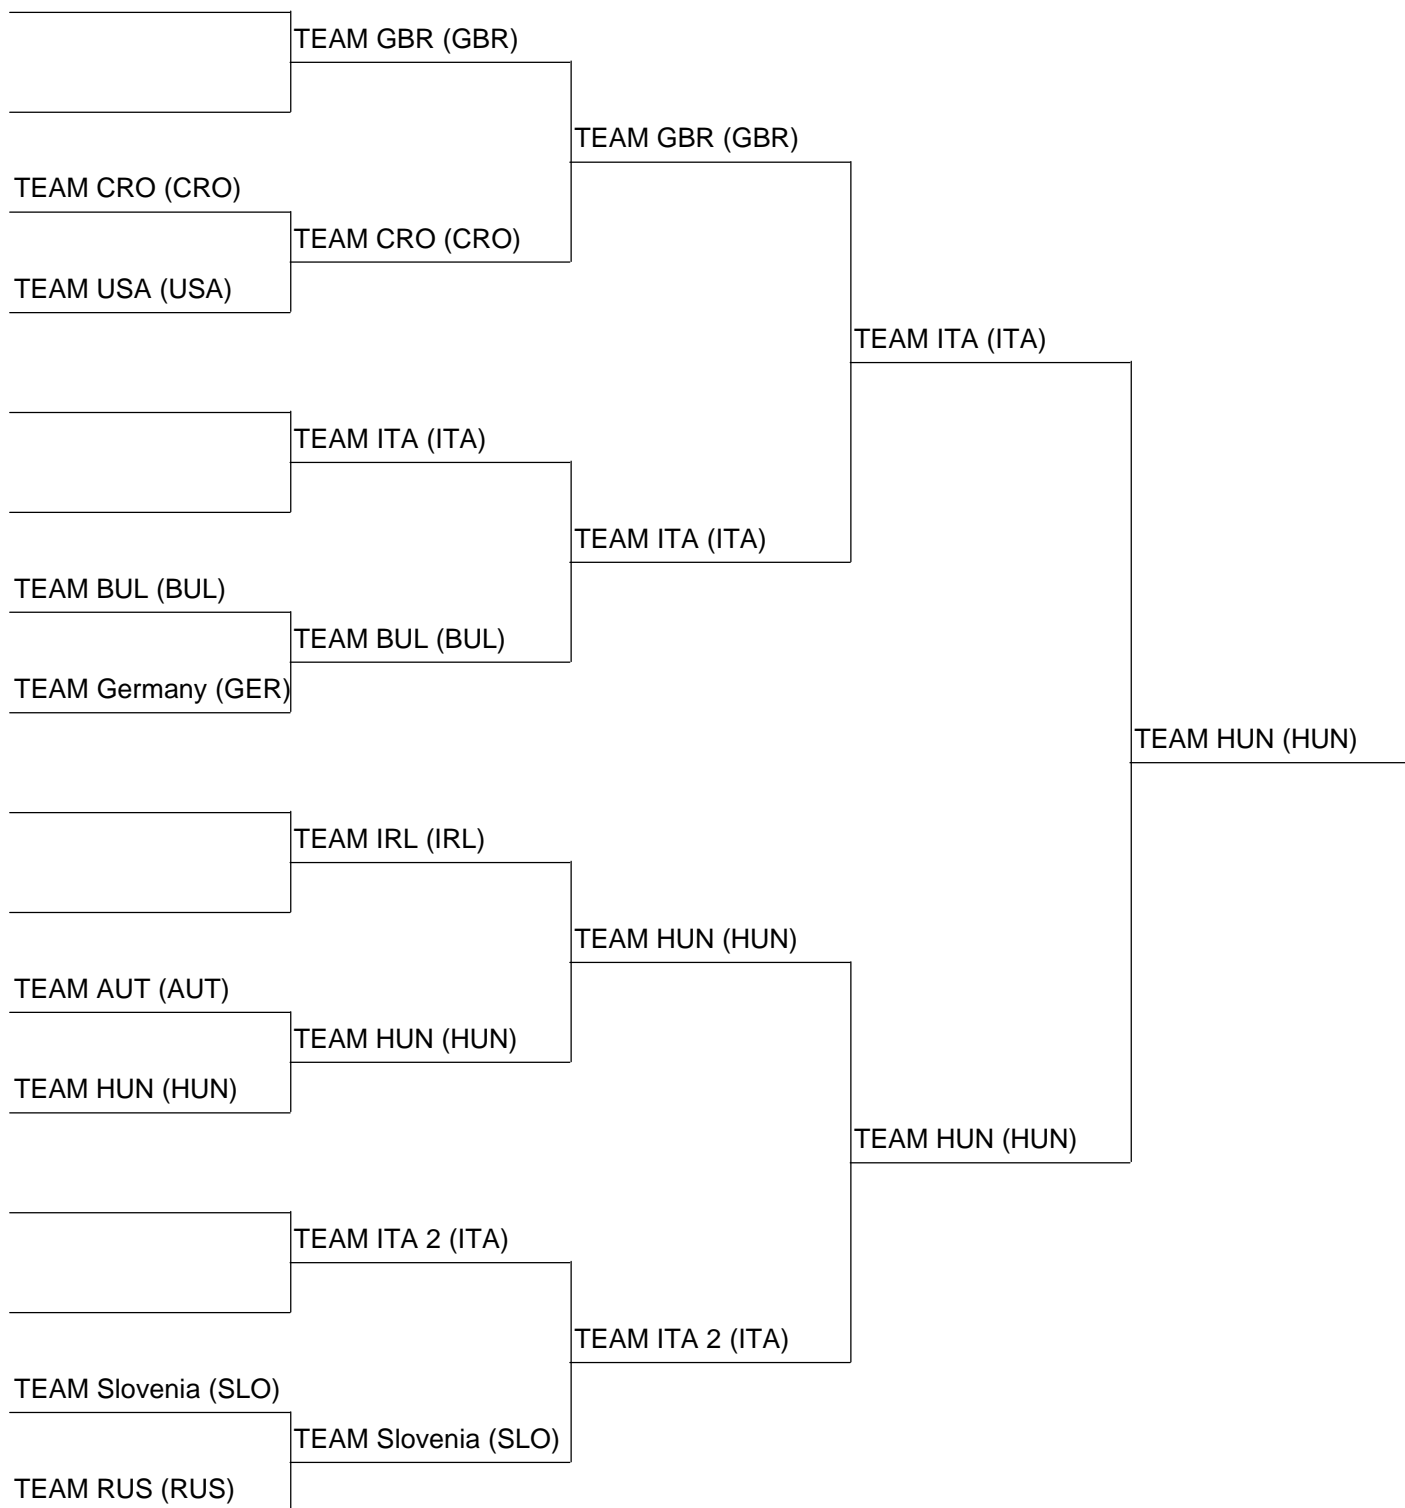 TEAM GBR (GBR)
TEAM GBR (GBR)
TEAM CRO (CRO)
TEAM CRO (CRO)
TEAM USA (USA)
TEAM ITA (ITA)
TEAM ITA (ITA)
TEAM ITA (ITA)
TEAM BUL (BUL)
TEAM BUL (BUL)
TEAM Germany (GER)
TEAM HUN (HUN)
TEAM IRL (IRL)
TEAM HUN (HUN)
TEAM AUT (AUT)
TEAM HUN (HUN)
TEAM HUN (HUN)
TEAM HUN (HUN)
TEAM ITA 2 (ITA)
TEAM ITA 2 (ITA)
TEAM Slovenia (SLO)
TEAM Slovenia (SLO)
TEAM RUS (RUS)